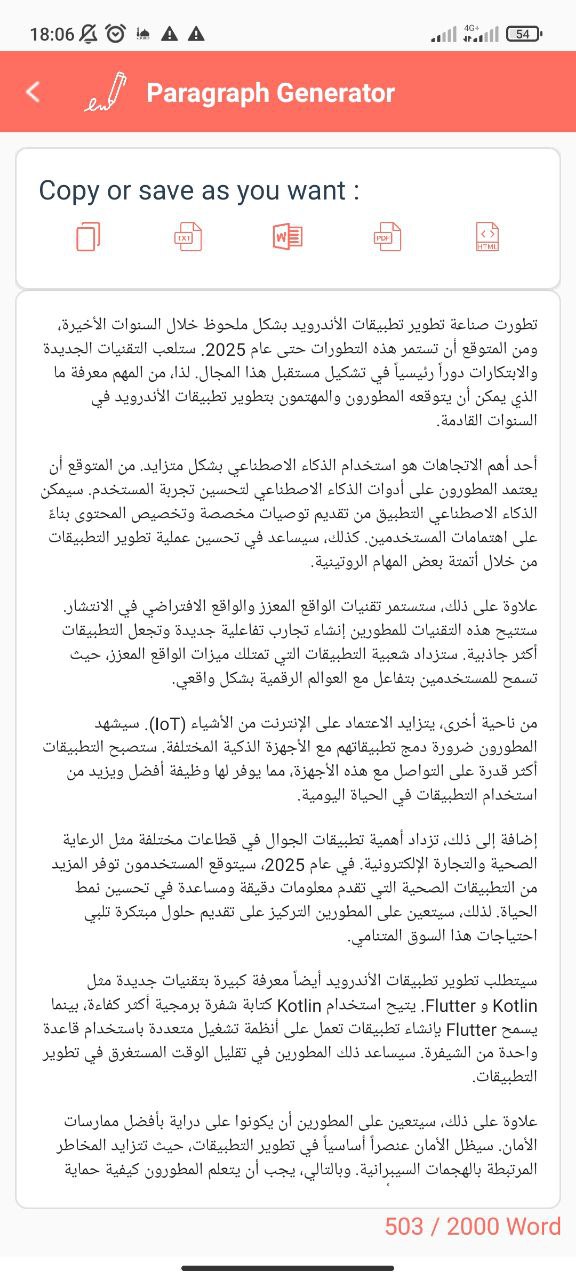 18:06
4G+
54
Paragraph Generator
Copy or save as you want :
TXT
W
PDF
HTML
تطورت صناعة تطوير تطبيقات الأندرويد بشكل ملحوظ خلال السنوات الأخيرة،
ومن المتوقع أن تستمر هذه التطورات حتى عام 2025. ستلعب التقنيات الجديدة
والابتكارات دوراً رئيسياً في تشكيل مستقبل هذا المجال. لذا، من المهم معرفة ما
الذي يمكن أن يتوقعه المطورون والمهتمون بتطوير تطبيقات الأندرويد في
السنوات القادمة.
أحد أهم الاتجاهات هو استخدام الذكاء الاصطناعي بشكل متزايد. من المتوقع أن
يعتمد المطورون على أدوات الذكاء الاصطناعي لتحسين تجربة المستخدم. سيمكن
الذكاء الاصطناعي التطبيق من تقديم توصيات مخصصة وتخصيص المحتوى بناءً
على اهتمامات المستخدمين. كذلك، سيساعد في تحسين عملية تطوير التطبيقات
من خلال أتمتة بعض المهام الروتينية.
علاوة على ذلك، ستستمر تقنيات الواقع المعزز والواقع الافتراضي في الانتشار.
ستتيح هذه التقنيات للمطورين إنشاء تجارب تفاعلية جديدة وتجعل التطبيقات
أكثر جاذبية. ستزداد شعبية التطبيقات التي تمتلك ميزات الواقع المعزز، حيث
تسمح للمستخدمين بتفاعل مع العوالم الرقمية بشكل واقعي.
من ناحية أخرى، يتزايد الاعتماد على الإنترنت من الأشياء (IoT). سيشهد
المطورون ضرورة دمج تطبيقاتهم مع الأجهزة الذكية المختلفة. ستصبح التطبيقات
أكثر قدرة على التواصل مع هذه الأجهزة، مما يوفر لها وظيفة أفضل ويزيد من
استخدام التطبيقات في الحياة اليومية.
إضافة إلى ذلك، تزداد أهمية تطبيقات الجوال في قطاعات مختلفة مثل الرعاية
الصحية والتجارة الإلكترونية. في عام 2025، سيتوقع المستخدمون توفر المزيد
من التطبيقات الصحية التي تقدم معلومات دقيقة ومساعدة في تحسين نمط
الحياة. لذلك، سيتعين على المطورين التركيز على تقديم حلول مبتكرة تلبي
احتياجات هذا السوق المتنامي.
سيتطلب تطوير تطبيقات الأندرويد أيضاً معرفة كبيرة بتقنيات جديدة مثل
Kotlin و Flutter. يتيح استخدام Kotlin كتابة شفرة برمجية أكثر كفاءة، بينما
يسمح Flutter بإنشاء تطبيقات تعمل على أنظمة تشغيل متعددة باستخدام قاعدة
واحدة من الشيفرة. سيساعد ذلك المطورين في تقليل الوقت المستغرق في تطوير
التطبيقات.
علاوة على ذلك، سيتعين على المطورين أن يكونوا على دراية بأفضل ممارسات
الأمان. سيظل الأمان عنصراً أساسياً في تطوير التطبيقات، حيث تتزايد المخاطر
المرتبطة بالهجمات السيبرانية. وبالتالي، يجب أن يتعلم المطورون كيفية حماية
503 / 2000 Word